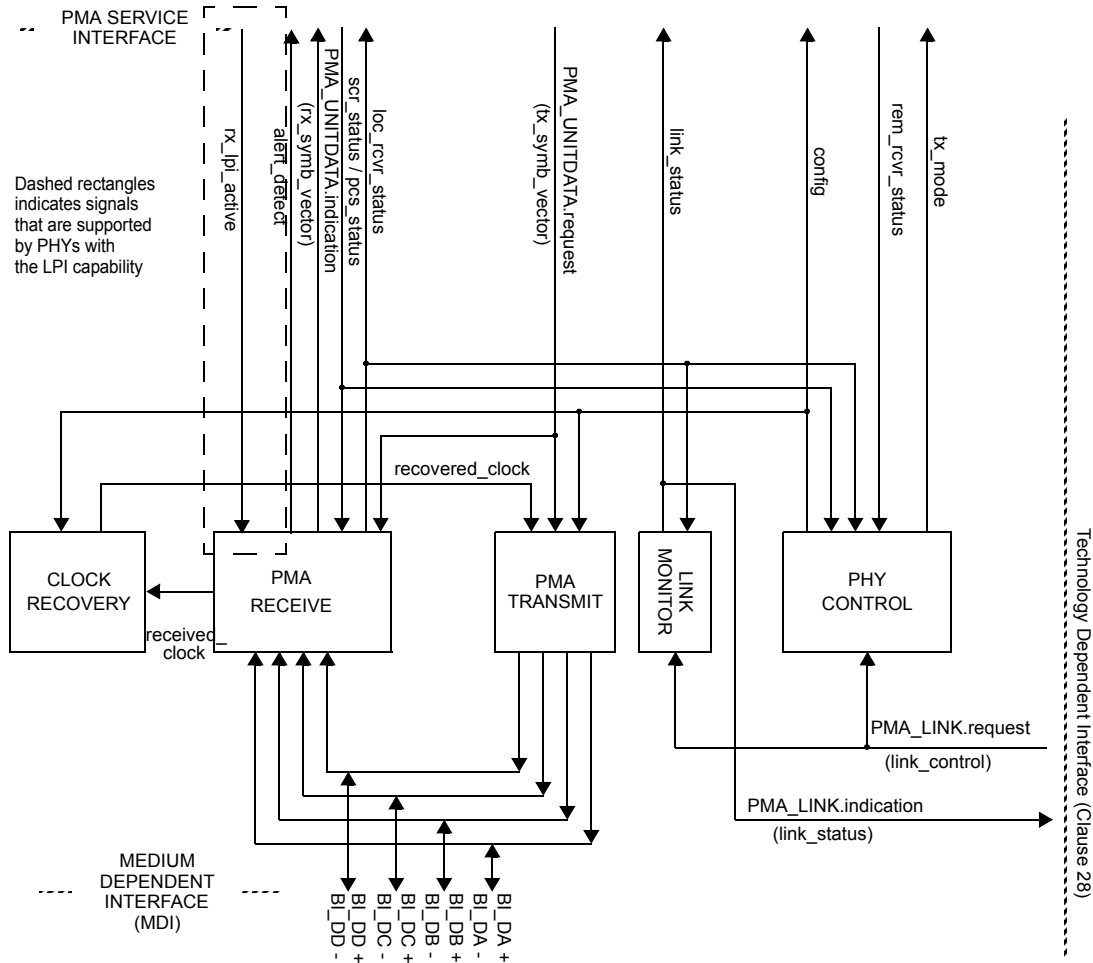 PMA SERVICE
INTERFACE
rx_lpi_active
alert_detect
(rx_symb_vector)
PMA_UNITDATA.indication
scr_status / pcs_status
loc_rcvr_status
PMA_UNITDATA.request
(tx_symb_vector)
link_status
config
rem_rcvr_status
tx_mode
Dashed rectangles
indicates signals
that are supported
by PHYs with
the LPI capability
recovered_clock
CLOCK
RECOVERY
PMA
RECEIVE
PMA
TRANSMIT
LINK
MONITOR
PHY
CONTROL
received_
clock
PMA_LINK.request
(link_control)
PMA_LINK.indication
(link_status)
Technology Dependent Interface (Clause 28)
MEDIUM
DEPENDENT
INTERFACE
(MDI)
BI_DD -
BI_DD +
BI_DC -
BI_DC +
BI_DB -
BI_DB +
BI_DA -
BI_DA +